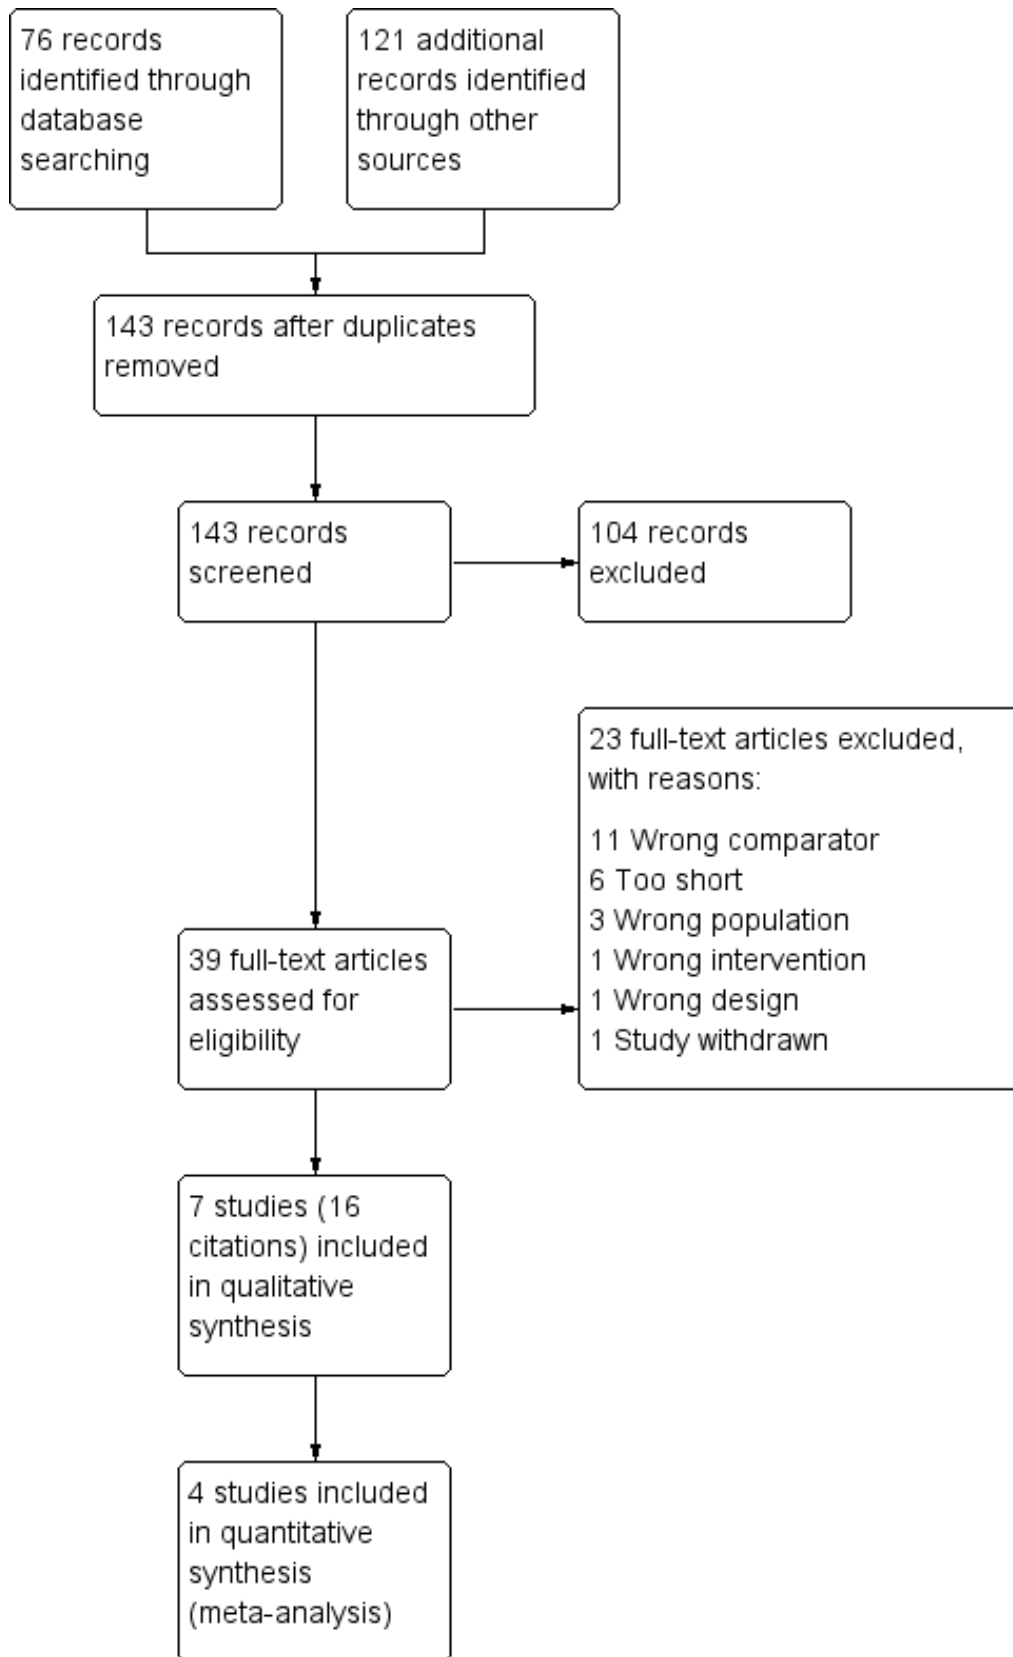 76 records
identified through
database
searching
121 additional
records identified
through other
sources
143 records after duplicates
removed
143 records
screened
104 records
excluded
23 full-text articles excluded,
with reasons:
11 Wrong comparator
6 Too short
3 Wrong population
1 Wrong intervention
1 Wrong design
1 Study withdrawn
39 full-text articles
assessed for
eligibility
7 studies (16
citations) included
in qualitative
synthesis
4 studies included
in quantitative
synthesis
(meta-analysis)